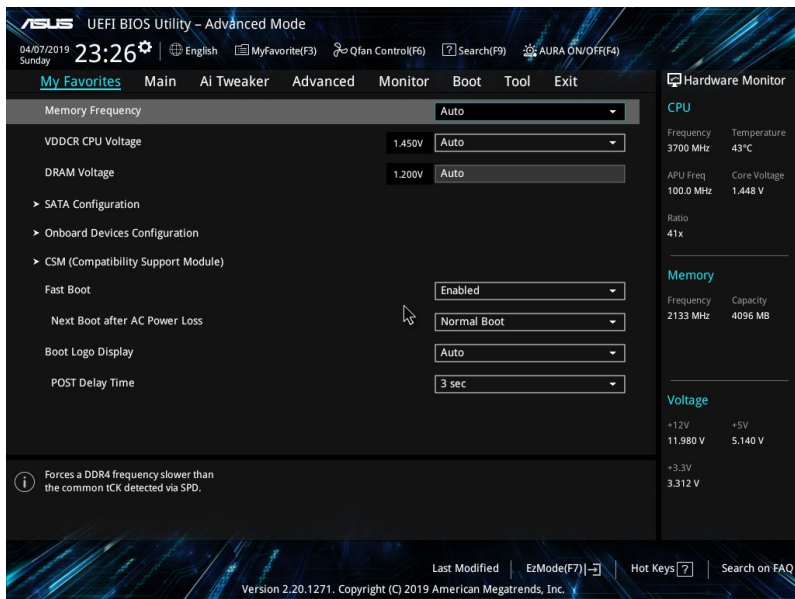 ASUS UEFI BIOS Utility – Advanced Mode
04/07/2019 Sunday 23:26 English MyFavorite(F3) Qfan Control(F6) ? Search(F9) AURA ON/OFF(F4)
My Favorites Main Ai Tweaker Advanced Monitor Boot Tool Exit
Memory Frequency Auto
VDDCR CPU Voltage 1.450V Auto
DRAM Voltage 1.200V Auto
> SATA Configuration
> Onboard Devices Configuration
> CSM (Compatibility Support Module)
Fast Boot Enabled
Next Boot after AC Power Loss Normal Boot
Boot Logo Display Auto
POST Delay Time 3 sec
Forces a DDR4 frequency slower than
the common tCK detected via SPD.
Hardware Monitor
CPU
Frequency Temperature
3700 MHz 43°C
APU Freq Core Voltage
100.0 MHz 1.448 V
Ratio
41x
Memory
Frequency Capacity
2133 MHz 4096 MB
Voltage
+12V +5V
11.980 V 5.140 V
+3.3V
3.312 V
Last Modified EzMode(F7) Hot Keys ? Search on FAQ
Version 2.20.1271. Copyright (C) 2019 American Megatrends, Inc.